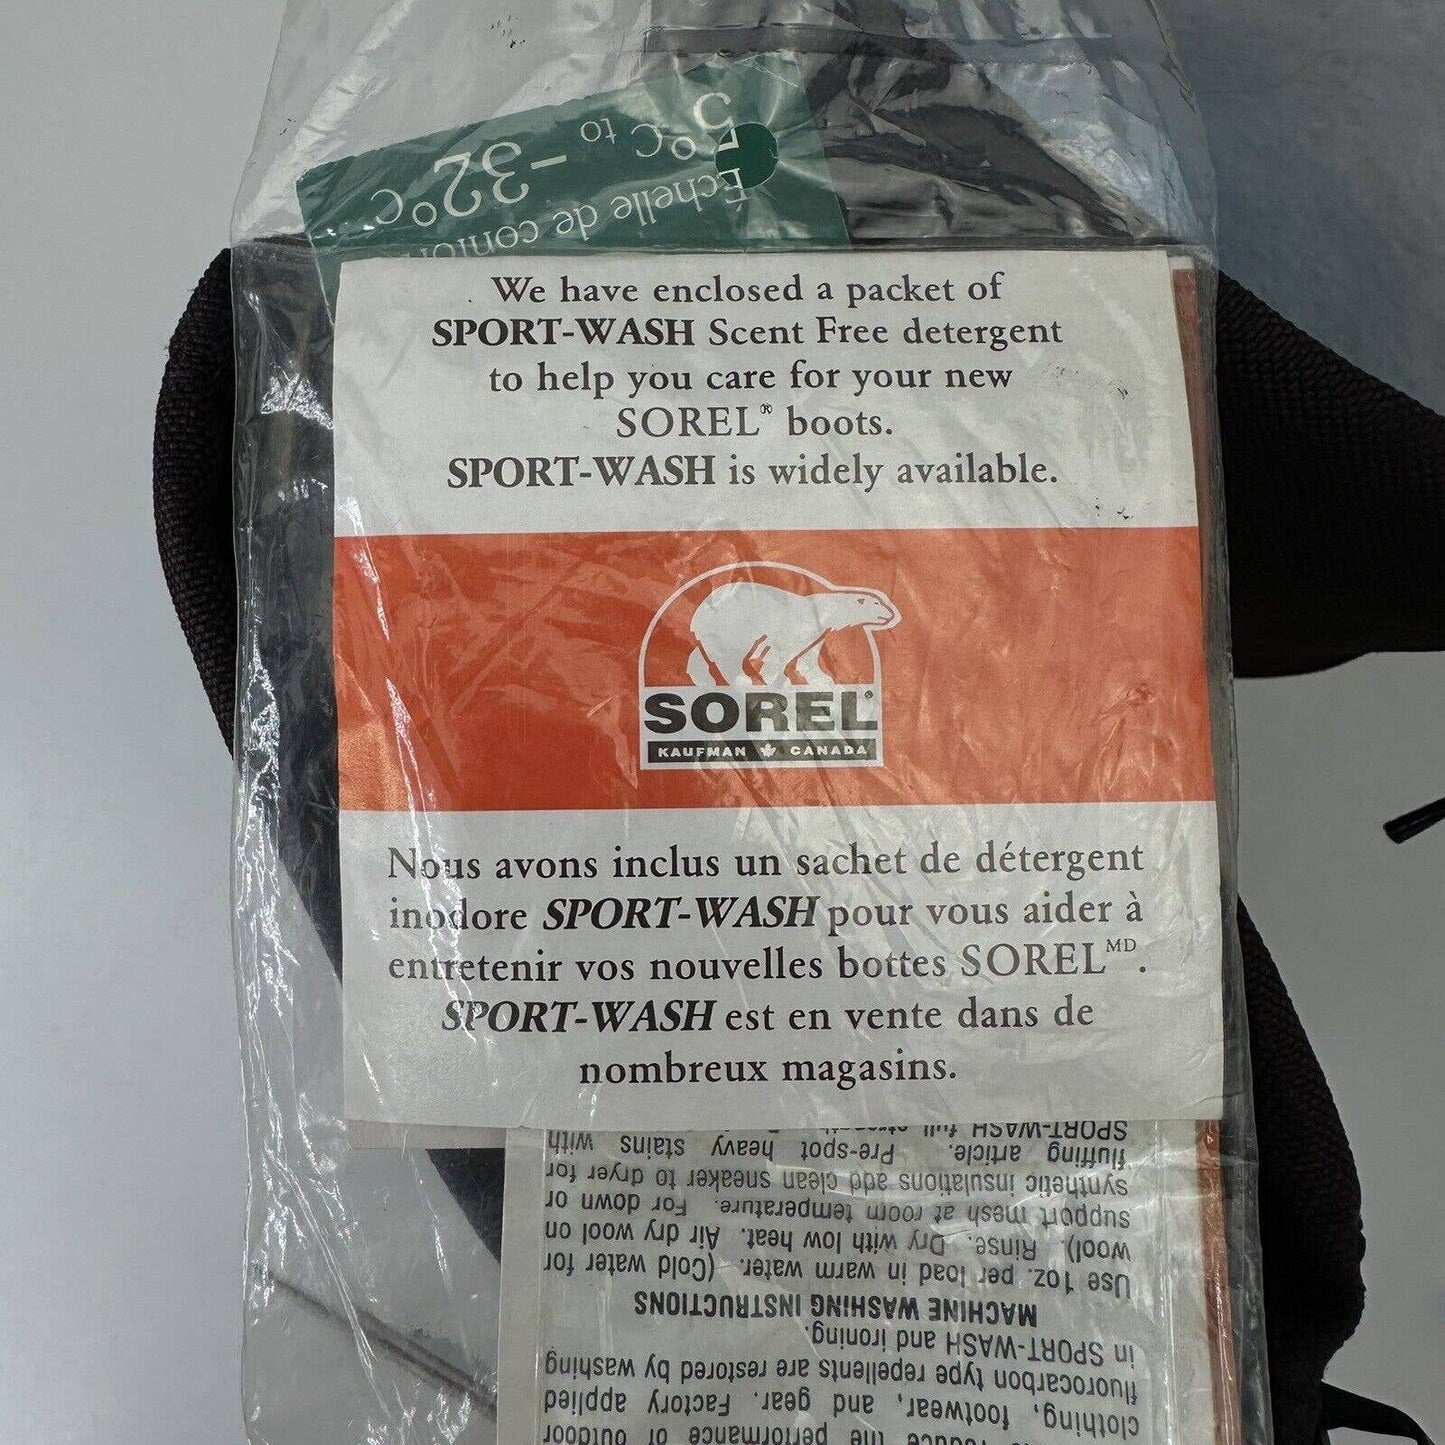 5°C to -32°C
Échelle de
We have enclosed a packet of
SPORT-WASH Scent Free detergent
to help you care for your new
SOREL® boots.
SPORT-WASH is widely available.
SOREL®
KAUFMAN CANADA
Nous avons inclus un sachet de détergent
inodore SPORT-WASH pour vous aider à
entretenir vos nouvelles bottes SOREL MD.
SPORT-WASH est en vente dans de
nombreux magasins.
the performance of outdoor
clothing, footwear, and gear. Factory applied
fluorocarbon type repellents are restored by washing
in SPORT-WASH and ironing.
MACHINE WASHING INSTRUCTIONS
Use 1oz. per load in warm water. (Cold water for
wool). Rinse. Dry with low heat. Air dry wool on
support mesh at room temperature. For down or
synthetic insulations add clean sneaker to dryer for
fluffing article. Pre-spot heavy stains with
SPORT-WASH full